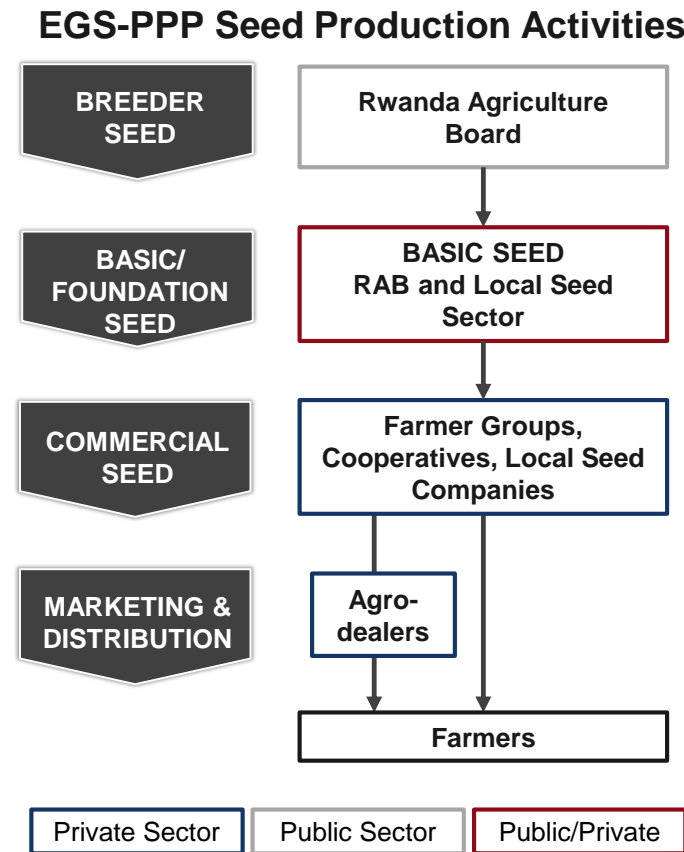 EGS-PPP Seed Production Activities
BREEDER
SEED
Rwanda Agriculture
Board
BASIC/
FOUNDATION
SEED
BASIC SEED
RAB and Local Seed
Sector
COMMERCIAL
SEED
Farmer Groups,
Cooperatives, Local Seed
Companies
MARKETING &
DISTRIBUTION
Agro-
dealers
Farmers
Private Sector
Public Sector
Public/Private